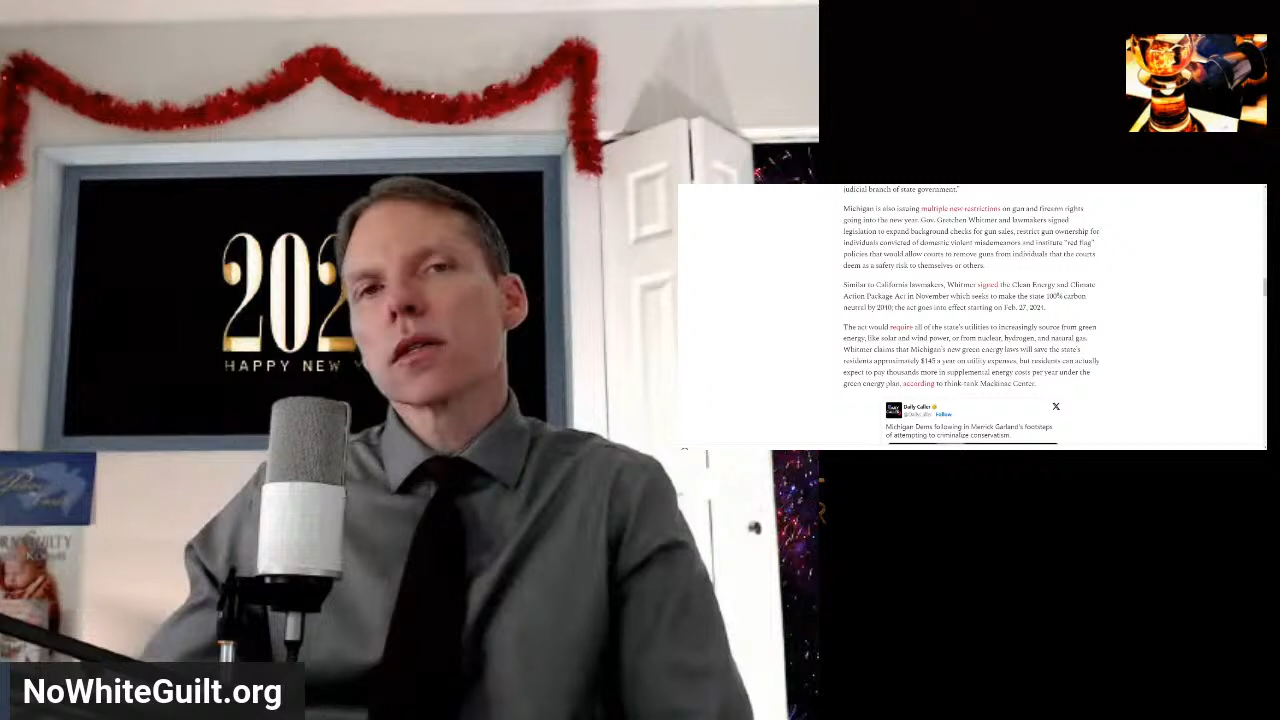 202
HAPPY NEW Y
judicial branch of state government."
Michigan is also issuing multiple new restrictions on gun and firearm rights
going into the new year. Gov. Gretchen Whitmer and lawmakers signed
legislation to expand background checks for gun sales, restrict gun ownership for
individuals convicted of domestic violent misdemeanors and institute "red flag"
policies that would allow courts to remove guns from individuals that the courts
deem as a safety risk to themselves or others.
Similar to California lawmakers, Whitmer signed the Clean Energy and Climate
Action Package Act in November which seeks to make the state 100% carbon
neutral by 2040; the act goes into effect starting on Feb. 27, 2024.
The act would require all of the state's utilities to increasingly source from green
energy, like solar and wind power, or from nuclear, hydrogen, and natural gas.
Whitmer claims that Michigan's new green energy laws will save the state's
residents approximately $145 a year on utility expenses, but residents can actually
expect to pay thousands more in supplemental energy costs per year under the
green energy plan, according to think-tank Mackinac Center.
Daily Caller
@DailyCaller · Follow
Michigan Dems following in Merrick Garland's footsteps
of attempting to criminalize conservatism.
NoWhiteGuilt.org